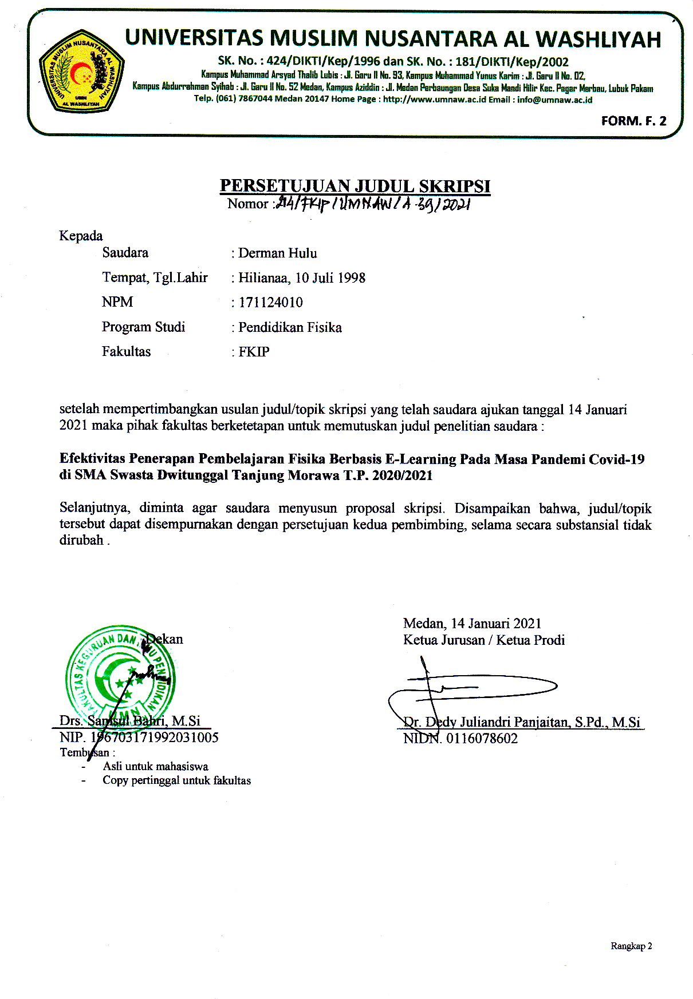 UNIVERSITAS MUSLIM NUSANTARA AL WASHLIYAH
SK. No. : 424/DIKTI/Kep/1996 dan SK. No. : 181/DIKTI/Kep/2002
Kampus Muhammad Arsyad Thalib Lubis : Jl. Garu II No. 93, Kampus Muhammad Yunus Karim : Jl. Garu II No. 02,
Kampus Abdurrahman Syihab : Jl. Garu II No. 52 Medan, Kampus Aziddin : Jl. Medan Perbaungan Desa Suka Mandi Hilir Kec. Pagar Merbau, Lubuk Pakam
Telp. (061) 7867044 Medan 20147 Home Page : http://www.umnaw.ac.id Email : info@umnaw.ac.id
FORM. F. 2
UNIVERSITAS MUSLIM NUSANTARA AL WASHLIYAH
UMN
AL WASHLIYAH
PERSETUJUAN JUDUL SKRIPSI
Nomor : /FKIP/UMNAW/A-39/2021
Kepada
Saudara : Derman Hulu
Tempat, Tgl.Lahir : Hilianaa, 10 Juli 1998
NPM : 171124010
Program Studi : Pendidikan Fisika
Fakultas : FKIP
setelah mempertimbangkan usulan judul/topik skripsi yang telah saudara ajukan tanggal 14 Januari
2021 maka pihak fakultas berketetapan untuk memutuskan judul penelitian saudara :
Efektivitas Penerapan Pembelajaran Fisika Berbasis E-Learning Pada Masa Pandemi Covid-19
di SMA Swasta Dwitunggal Tanjung Morawa T.P. 2020/2021
Selanjutnya, diminta agar saudara menyusun proposal skripsi. Disampaikan bahwa, judul/topik
tersebut dapat disempurnakan dengan persetujuan kedua pembimbing, selama secara substansial tidak
dirubah .
Medan, 14 Januari 2021
Dekan
Ketua Jurusan / Ketua Prodi
FAKULTAS KEGURUAN DAN ILMU PENDIDIKAN
UMN
Drs. Samsul Bahri, M.Si
Dr. Dedy Juliandri Panjaitan, S.Pd., M.Si
NIP. 196703171992031005
NIDN. 0116078602
Tembusan :
- Asli untuk mahasiswa
- Copy pertinggal untuk fakultas
Rangkap 2